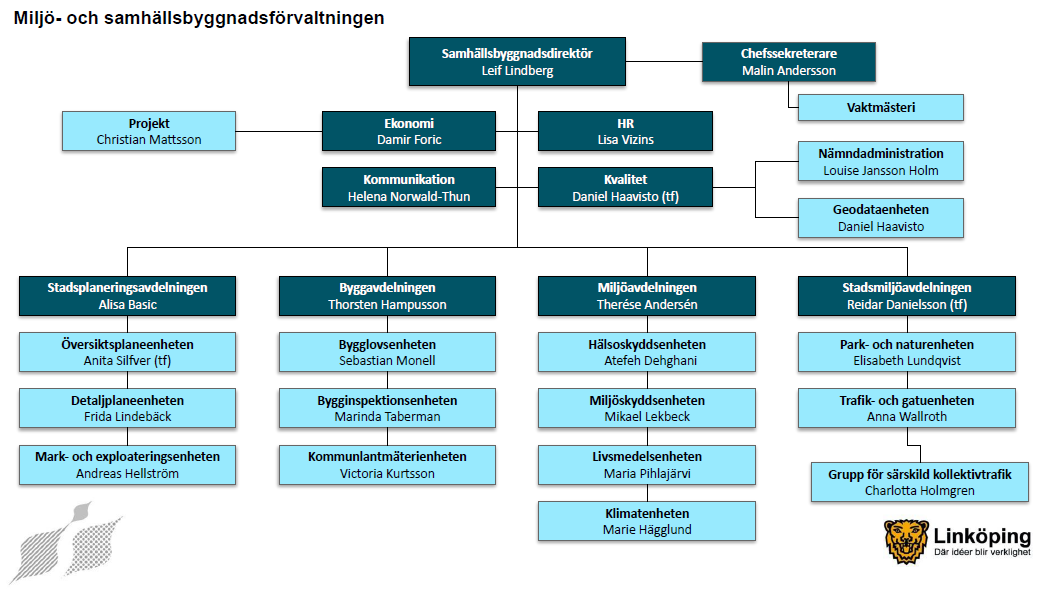 Miljö- och samhällsbyggnadsförvaltningen
Samhällsbyggnadsdirektör
Leif Lindberg
Chefssekreterare
Malin Andersson
Vaktmästeri
Projekt
Christian Mattsson
Ekonomi
Damir Foric
HR
Lisa Vizins
Kommunikation
Helena Norwald-Thun
Kvalitet
Daniel Haavisto (tf)
Nämndadministration
Louise Jansson Holm
Geodataenheten
Daniel Haavisto
Stadsplaneringsavdelningen
Alisa Basic
Översiktsplaneenheten
Anita Silfver (tf)
Detaljplaneenheten
Frida Lindebäck
Mark- och exploateringsenheten
Andreas Hellström
Byggavdelningen
Thorsten Hampusson
Bygglovsenheten
Sebastian Monell
Bygginspektionsenheten
Marinda Taberman
Kommunlantmäterienheten
Victoria Kurtsson
Miljöavdelningen
Therése Andersén
Hälsoskyddsenheten
Atefeh Dehghani
Miljöskyddsenheten
Mikael Lekbeck
Livsmedelsenheten
Maria Pihlajärvi
Klimatenheten
Marie Hägglund
Stadsmiljöavdelningen
Reidar Danielsson (tf)
Park- och naturenheten
Elisabeth Lundqvist
Trafik- och gatuenheten
Anna Wallroth
Grupp för särskild kollektivtrafik
Charlotta Holmgren
Linköping
Där idéer blir verklighet